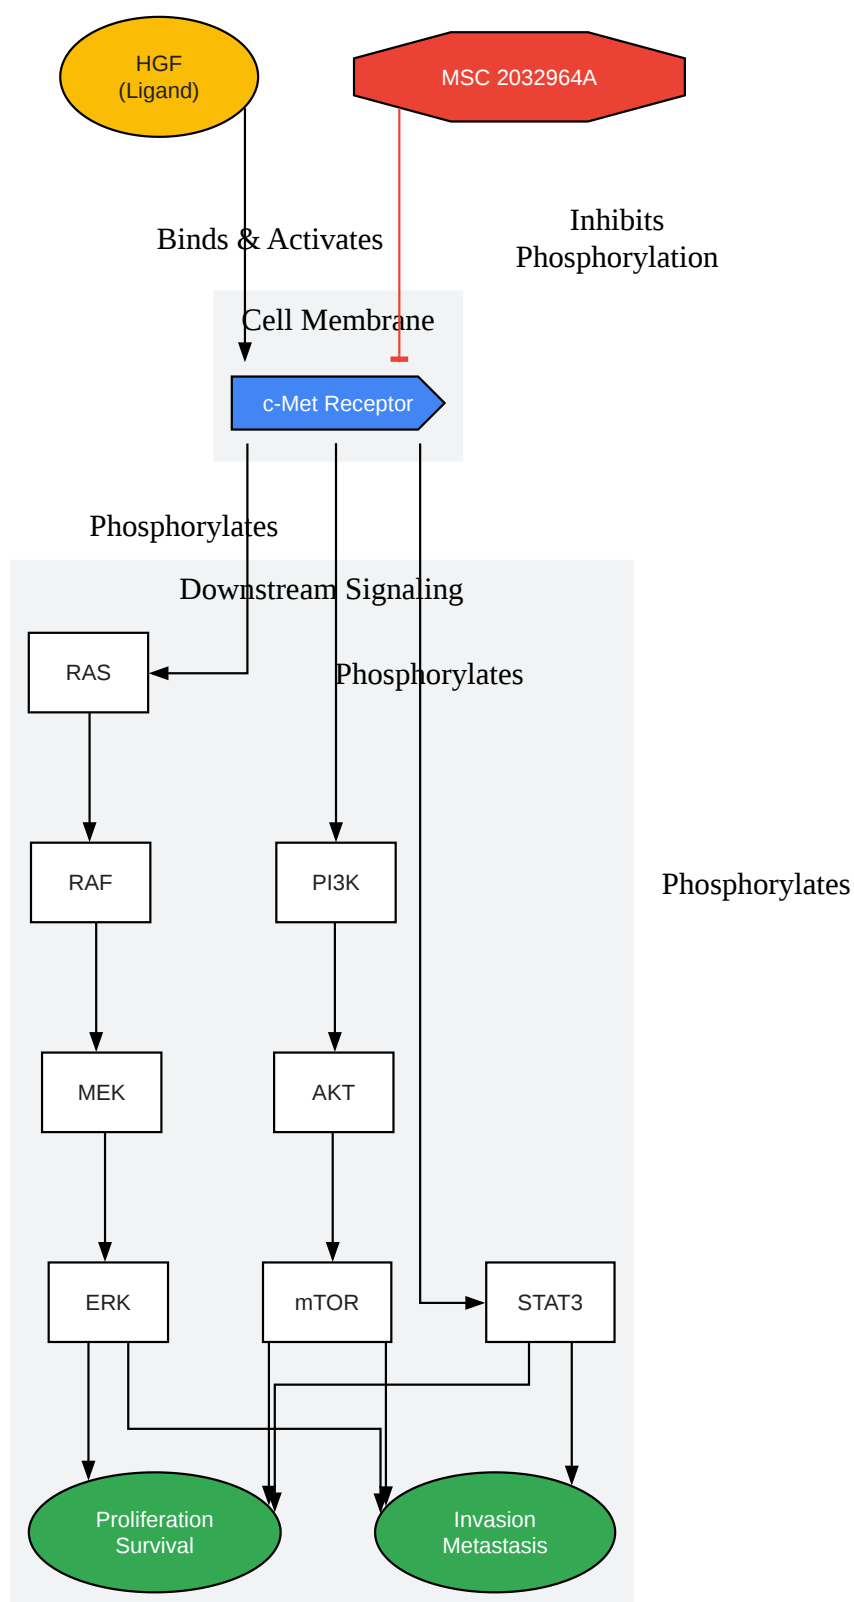 HGF
(Ligand)
MSC 2032964A
Binds & Activates
Inhibits
Phosphorylation
Cell Membrane
c-Met Receptor
Phosphorylates
Downstream Signaling
RAS
Phosphorylates
RAF
PI3K
Phosphorylates
MEK
AKT
ERK
mTOR
STAT3
Proliferation
Survival
Invasion
Metastasis